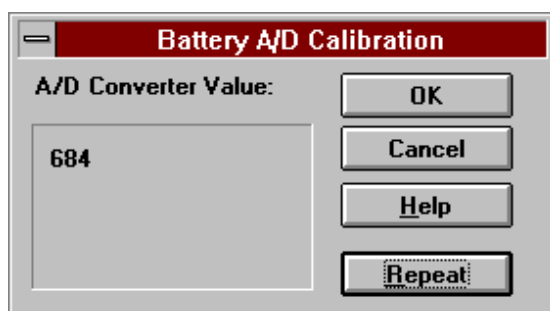 Battery A/D Calibration
A/D Converter Value:
684
OK
Cancel
Help
Repeat